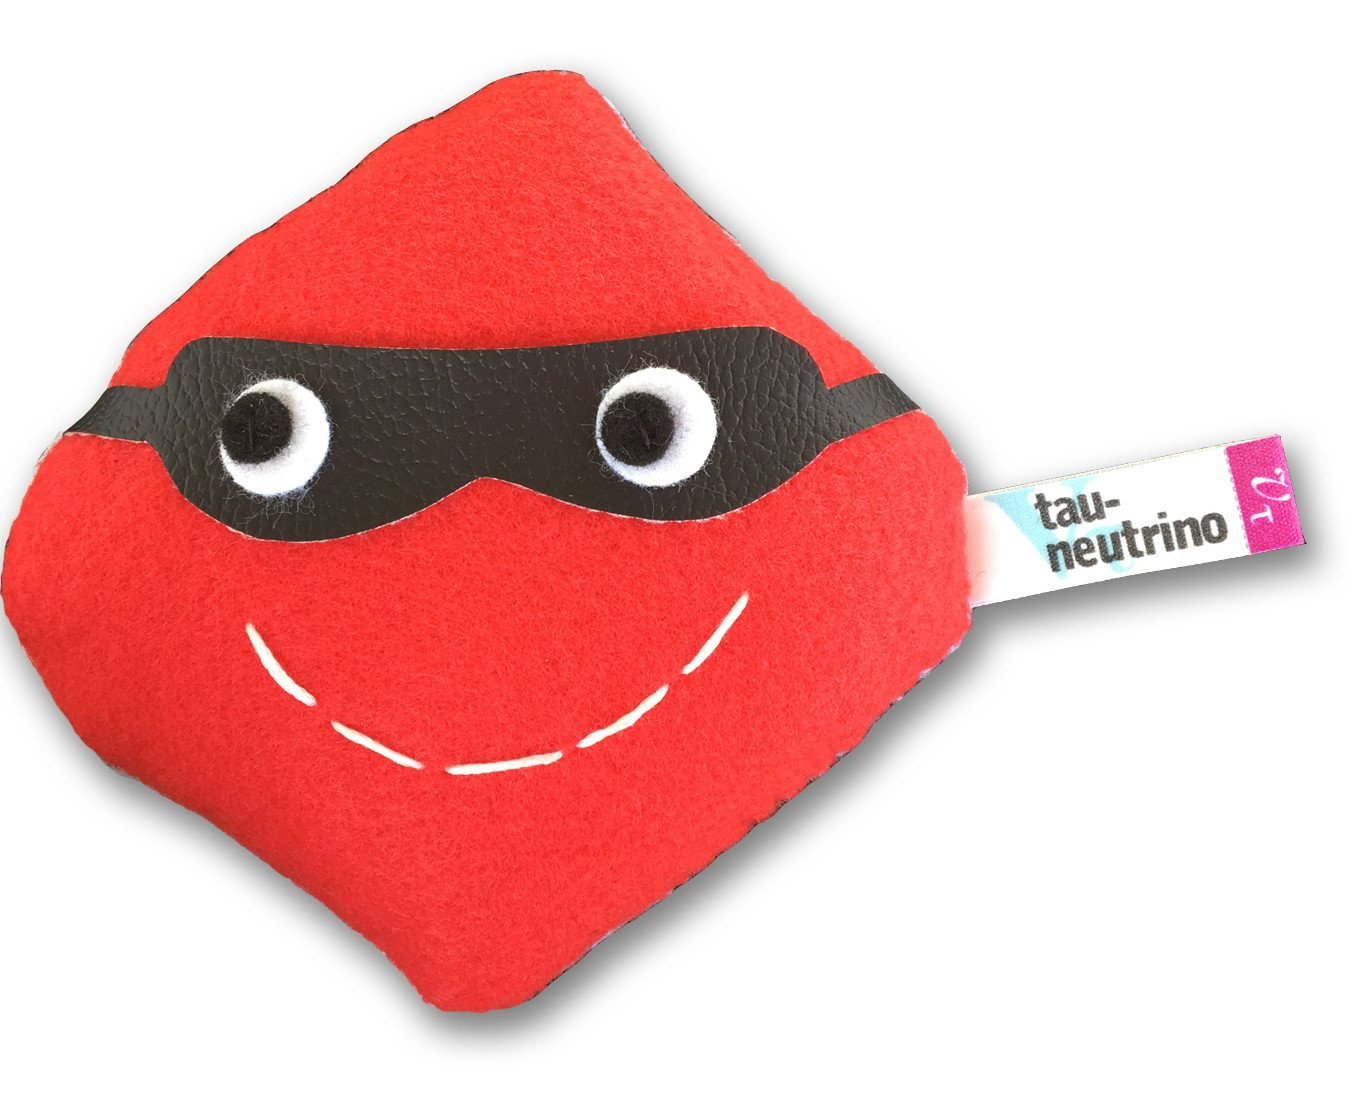 tau-
neutrino
ντ